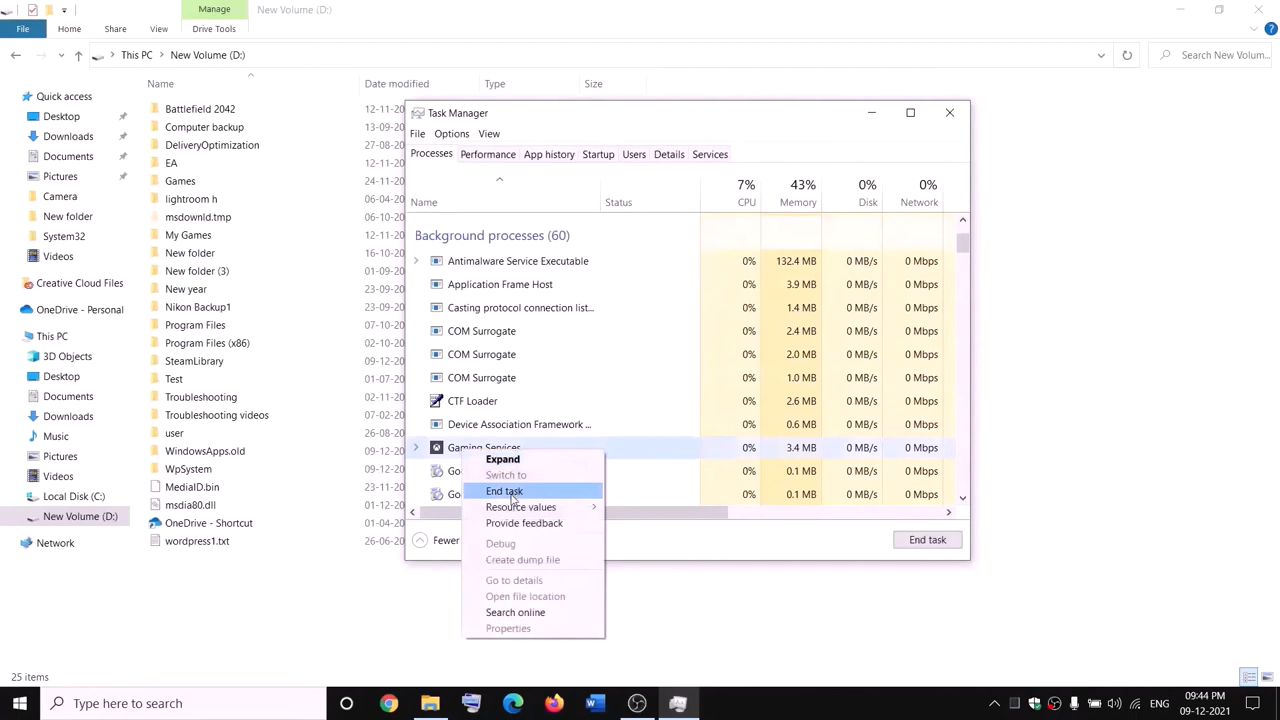 Manage
New Volume (D:)
File
Home
Share
View
Drive Tools
This PC
New Volume (D:)
Search New Volum...
Name
Date modified
Type
Size
Quick access
Desktop
Downloads
Documents
Pictures
Camera
New folder
System32
Videos
Creative Cloud Files
OneDrive - Personal
This PC
3D Objects
Desktop
Documents
Downloads
Music
Pictures
Videos
Local Disk (C:)
New Volume (D:)
Network
Battlefield 2042 12-11-20
Computer backup 13-09-20
DeliveryOptimization 27-08-20
EA 12-11-20
Games 24-11-20
lightroom h 06-04-20
msdownld.tmp 06-10-20
My Games 12-11-20
New folder 16-10-20
New folder (3) 01-09-20
New year 23-09-20
Nikon Backup1 23-09-20
Program Files 07-10-20
Program Files (x86) 02-10-20
SteamLibrary 09-12-20
Test 01-07-20
Troubleshooting 09-12-20
Troubleshooting videos 07-02-20
user 26-08-20
WindowsApps.old 09-12-20
WpSystem 09-12-20
MediaID.bin 09-12-20
msdia80.dll 01-12-20
OneDrive - Shortcut 01-04-20
wordpress1.txt 26-06-20
Task Manager
File Options View
Processes Performance App history Startup Users Details Services
7% 43% 0% 0%
Name Status CPU Memory Disk Network
Background processes (60)
Antimalware Service Executable 0% 132.4 MB 0 MB/s 0 Mbps
Application Frame Host 0% 3.9 MB 0 MB/s 0 Mbps
Casting protocol connection list... 0% 1.4 MB 0 MB/s 0 Mbps
COM Surrogate 0% 2.4 MB 0 MB/s 0 Mbps
COM Surrogate 0% 2.0 MB 0 MB/s 0 Mbps
COM Surrogate 0% 1.0 MB 0 MB/s 0 Mbps
CTF Loader 0% 2.6 MB 0 MB/s 0 Mbps
Device Association Framework ... 0% 0.6 MB 0 MB/s 0 Mbps
Gaming Services 0% 3.4 MB 0 MB/s 0 Mbps
Go 0% 0.1 MB 0 MB/s 0 Mbps
Go 0% 0.1 MB 0 MB/s 0 Mbps
Fewer
End task
Expand
Switch to
End task
Resource values
Provide feedback
Debug
Create dump file
Go to details
Open file location
Search online
Properties
25 items
Type here to search
ENG
09:44 PM
09-12-2021